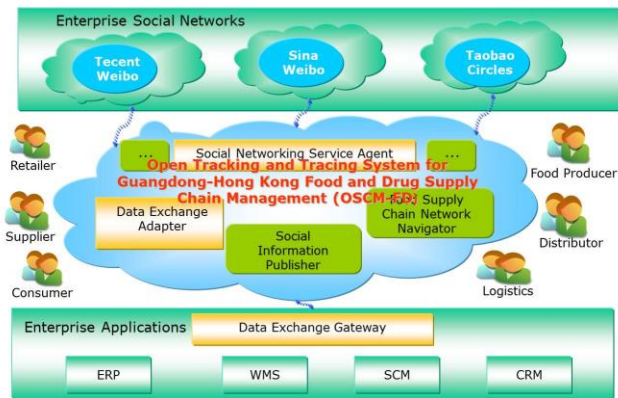 Enterprise Social Networks
Tecent
Weibo
Sina
Weibo
Taobao
Circles
Retailer
Food Producer
...
Social Networking Service Agent
...
Open Tracking and Tracing System for
Guangdong-Hong Kong Food and Drug Supply
Chain Management (OSCM-FD)
Data Exchange
Adapter
Food Supply
Chain Network
Navigator
Supplier
Distributor
Social
Information
Publisher
Consumer
Logistics
Enterprise Applications
Data Exchange Gateway
ERP
WMS
SCM
CRM